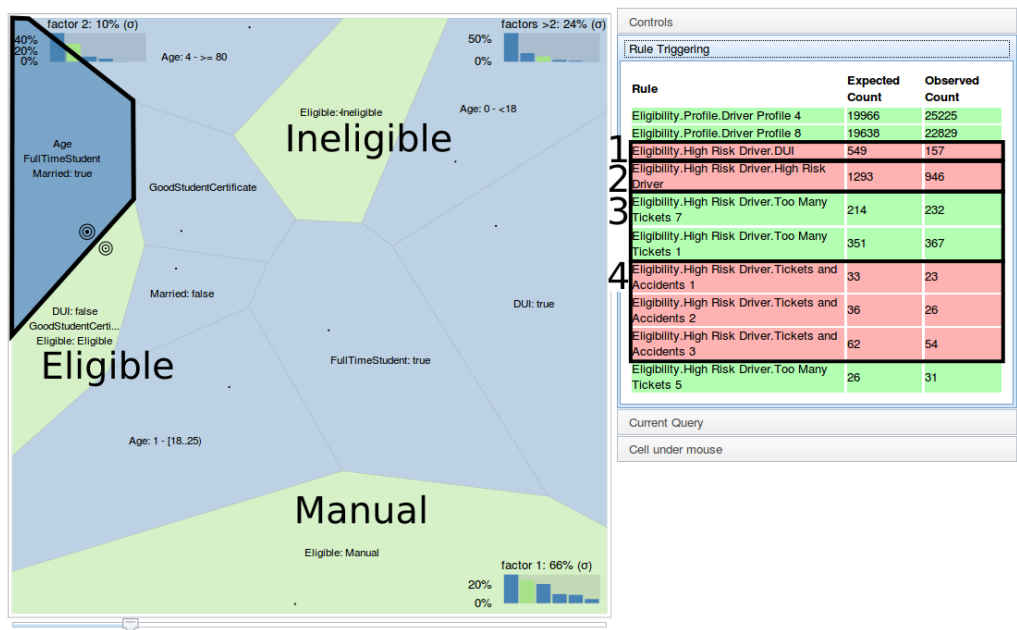 factor 2: 10% (σ)
40%
20%
0%
Age: 4 - >= 80
factors >2: 24% (σ)
50%
0%
Eligible: Ineligible
Ineligible
Age: 0 - <18
Age
FullTimeStudent
Married: true
GoodStudentCertificate
Married: false
DUI: true
DUI: false
GoodStudentCerti...
Eligible: Eligible
Eligible
FullTimeStudent: true
Age: 1 - [18..25)
Manual
Eligible: Manual
factor 1: 66% (σ)
20%
0%
Controls
Rule Triggering
Rule Expected Count Observed Count
Eligibility.Profile.Driver Profile 4 19966 25225
Eligibility.Profile.Driver Profile 8 19638 22829
1 Eligibility.High Risk Driver.DUI 549 157
2 Eligibility.High Risk Driver.High Risk
Driver 1293 946
3 Eligibility.High Risk Driver.Too Many
Tickets 7 214 232
Eligibility.High Risk Driver.Too Many
Tickets 1 351 367
4 Eligibility.High Risk Driver.Tickets and
Accidents 1 33 23
Eligibility.High Risk Driver.Tickets and
Accidents 2 36 26
Eligibility.High Risk Driver.Tickets and
Accidents 3 62 54
Eligibility.High Risk Driver.Too Many
Tickets 5 26 31
Current Query
Cell under mouse